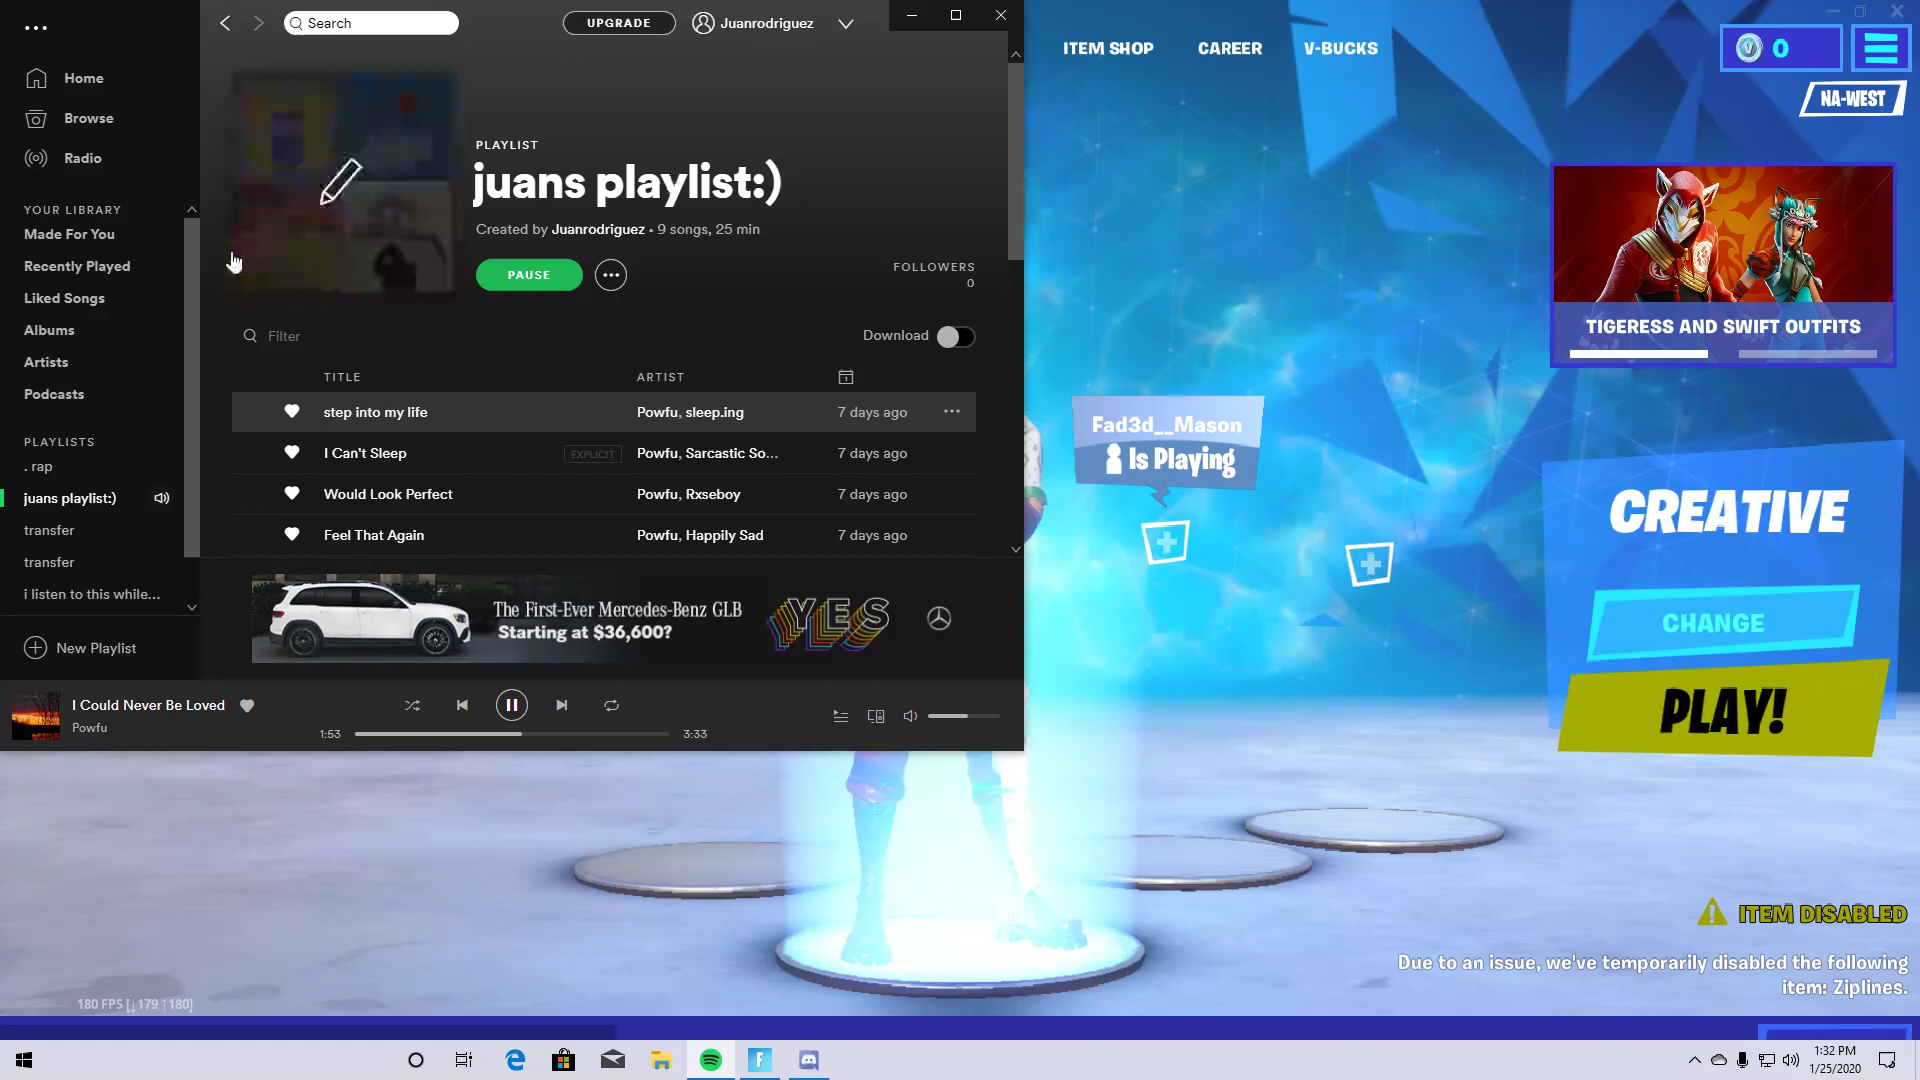 Search
UPGRADE
Juanrodriguez
Home
Browse
Radio
YOUR LIBRARY
Made For You
Recently Played
Liked Songs
Albums
Artists
Podcasts
PLAYLISTS
. rap
juans playlist:)
transfer
transfer
i listen to this while...
New Playlist
PLAYLIST
juans playlist:)
Created by Juanrodriguez • 9 songs, 25 min
PAUSE
FOLLOWERS
0
Filter
Download
TITLE ARTIST
step into my life Powfu, sleep.ing 7 days ago
I Can't Sleep EXPLICIT Powfu, Sarcastic So... 7 days ago
Would Look Perfect Powfu, Rxseboy 7 days ago
Feel That Again Powfu, Happily Sad 7 days ago
The First-Ever Mercedes-Benz GLB
Starting at $36,600?
YES
I Could Never Be Loved
Powfu
1:53
3:33
ITEM SHOP
CAREER
V-BUCKS
0
NA-WEST
TIGERESS AND SWIFT OUTFITS
Fad3d__Mason
Is Playing
CREATIVE
CHANGE
PLAY!
ITEM DISABLED
Due to an issue, we've temporarily disabled the following
item: Ziplines.
180 FPS [↓179 ↑180]
1:32 PM
1/25/2020